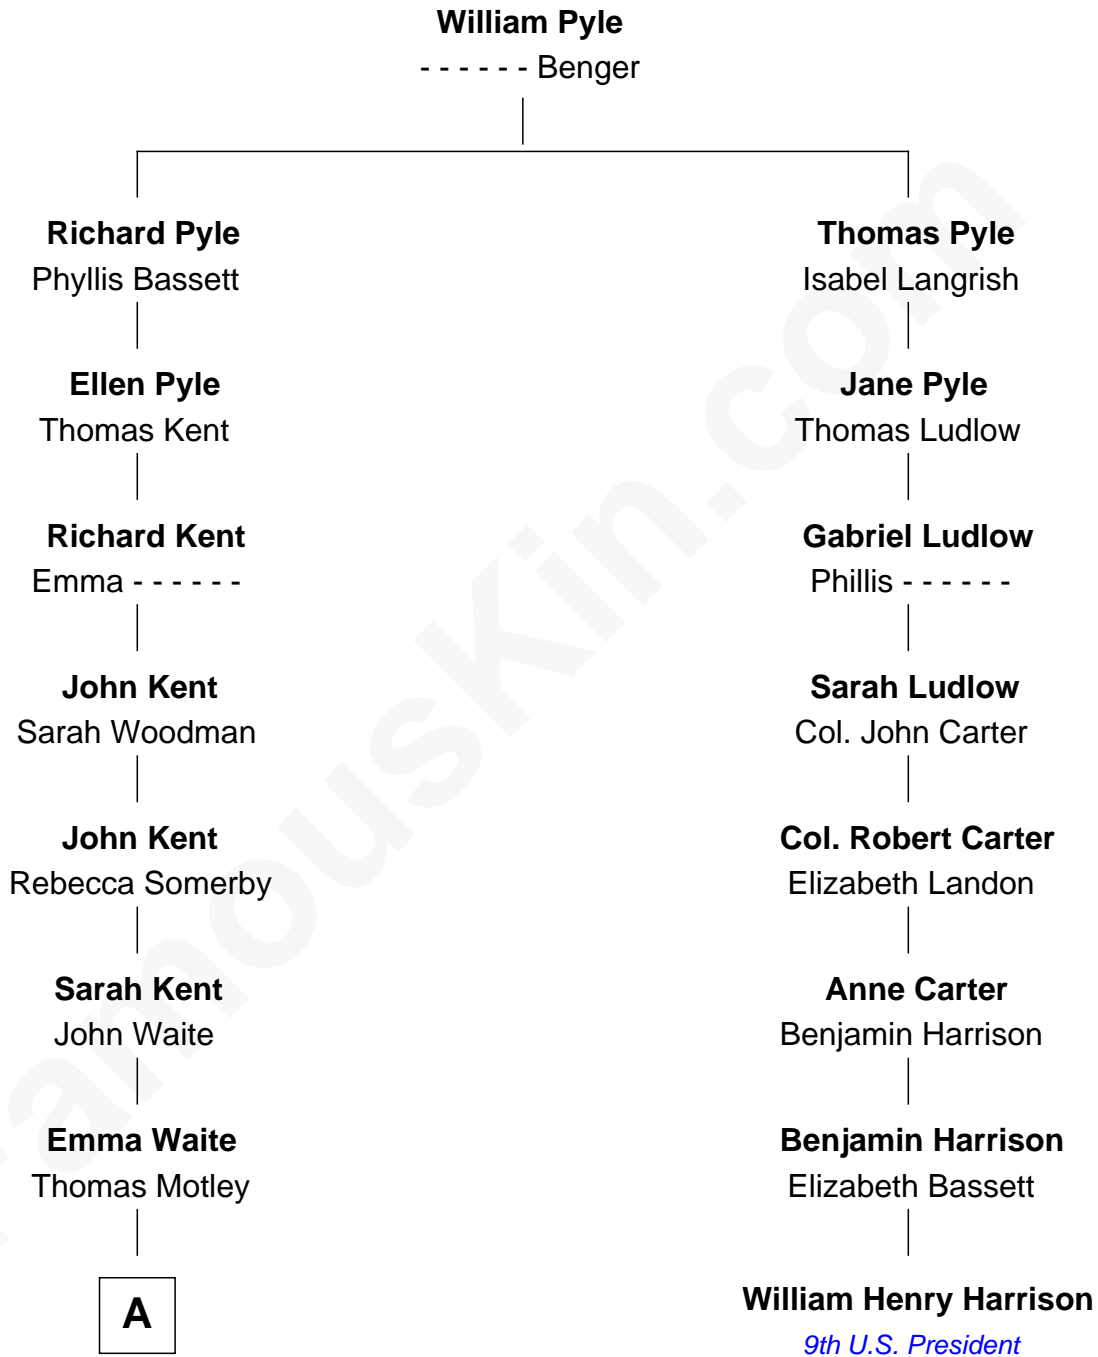 William Pyle
- - - - - - Benger
Richard Pyle
Phyllis Bassett
Thomas Pyle
Isabel Langrish
Ellen Pyle
Thomas Kent
Jane Pyle
Thomas Ludlow
Richard Kent
Emma - - - - - -
Gabriel Ludlow
Phillis - - - - - -
John Kent
Sarah Woodman
Sarah Ludlow
Col. John Carter
John Kent
Rebecca Somerby
Col. Robert Carter
Elizabeth Landon
Sarah Kent
John Waite
Anne Carter
Benjamin Harrison
Emma Waite
Thomas Motley
Benjamin Harrison
Elizabeth Bassett
A
William Henry Harrison
9th U.S. President
FamousKin.com